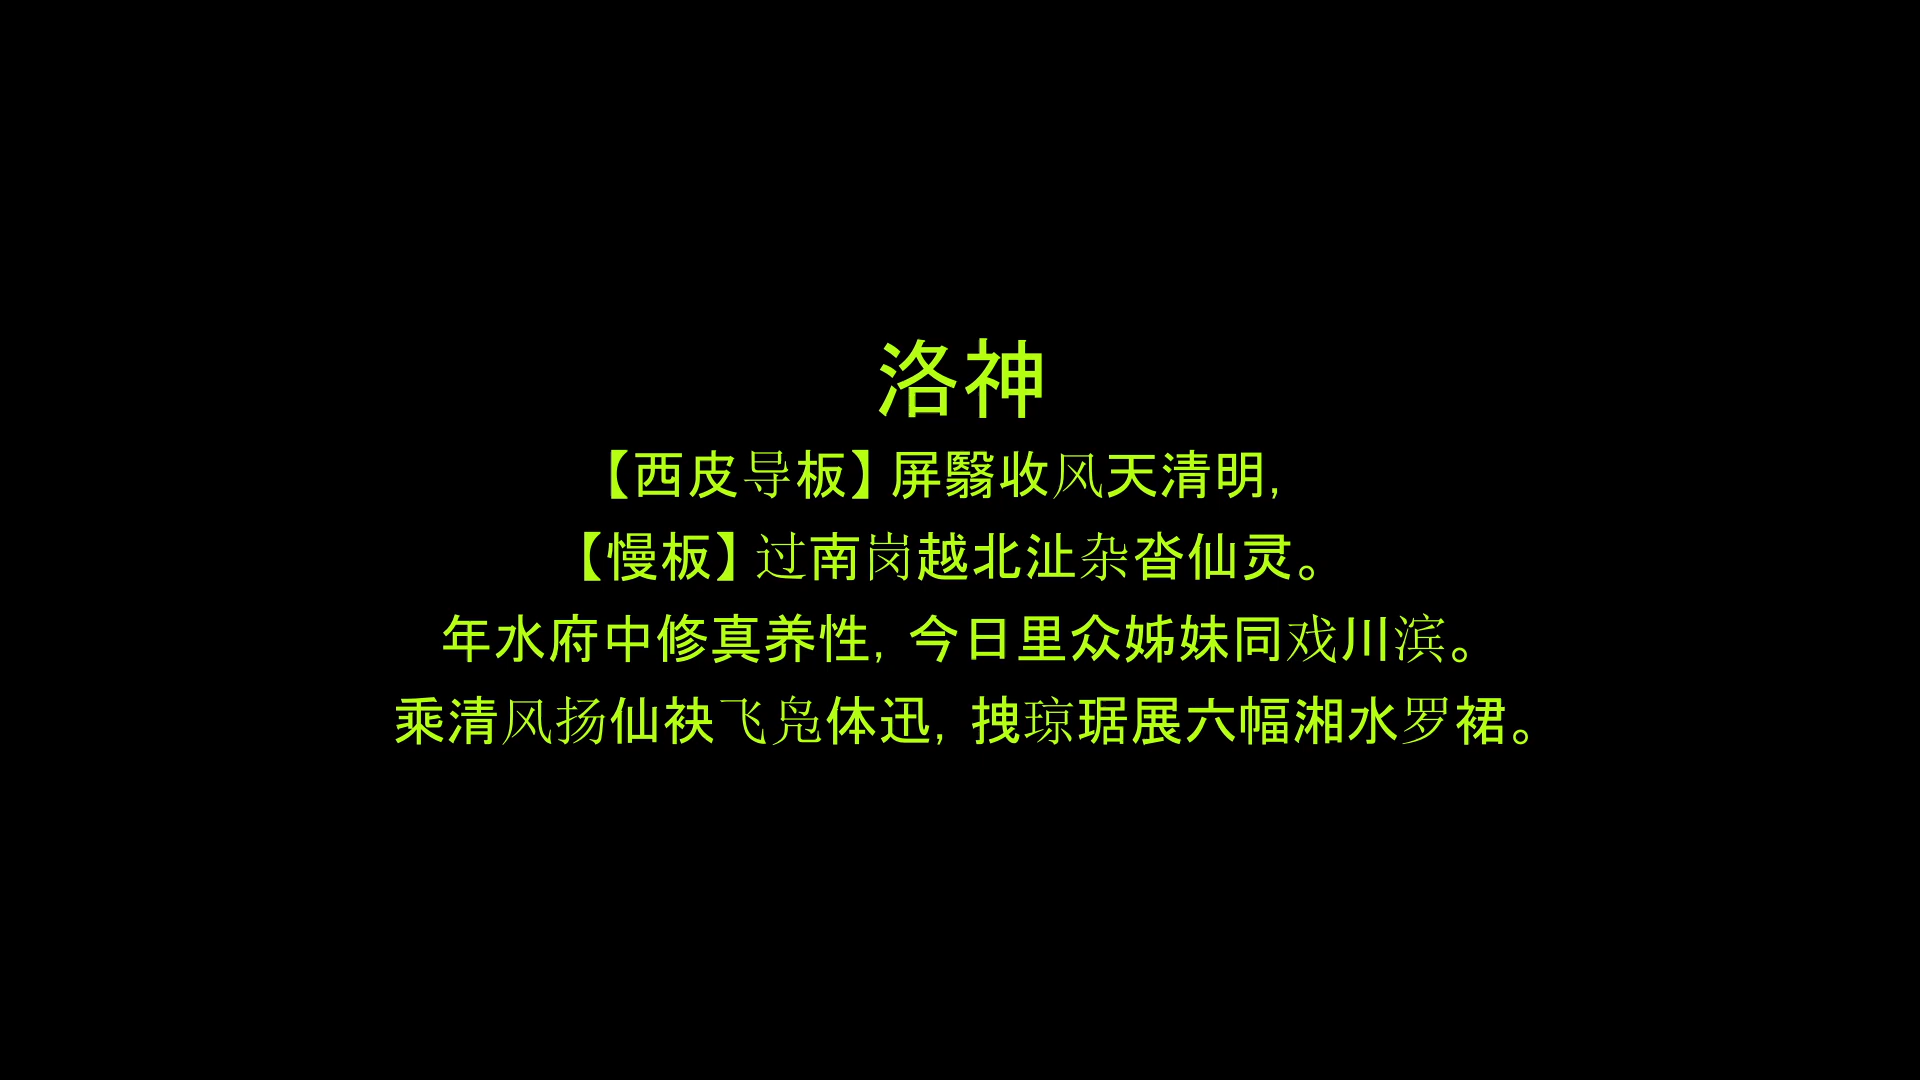 洛神
【西皮导板】屏翳收风天清明，
【慢板】过南岗越北沚杂沓仙灵。
年水府中修真养性，今日里众姊妹同戏川滨。
乘清风扬仙袂飞凫体迅，拽琼琚展六幅湘水罗裙。